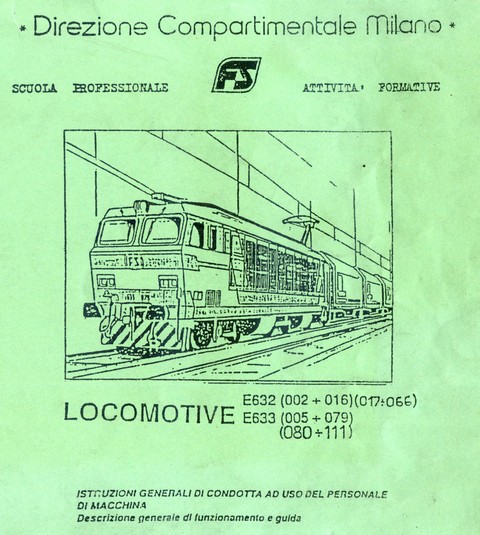 * Direzione Compartimentale Milano *
FS
SCUOLA PROFESSIONALE ATTIVITA' FORMATIVE
LOCOMOTIVE
E632 (002 ÷ 016)(017÷066)
E633 (005 ÷ 079)
(080÷111)
ISTRUZIONI GENERALI DI CONDOTTA AD USO DEL PERSONALE
DI MACCHINA
Descrizione generale di funzionamento e guida